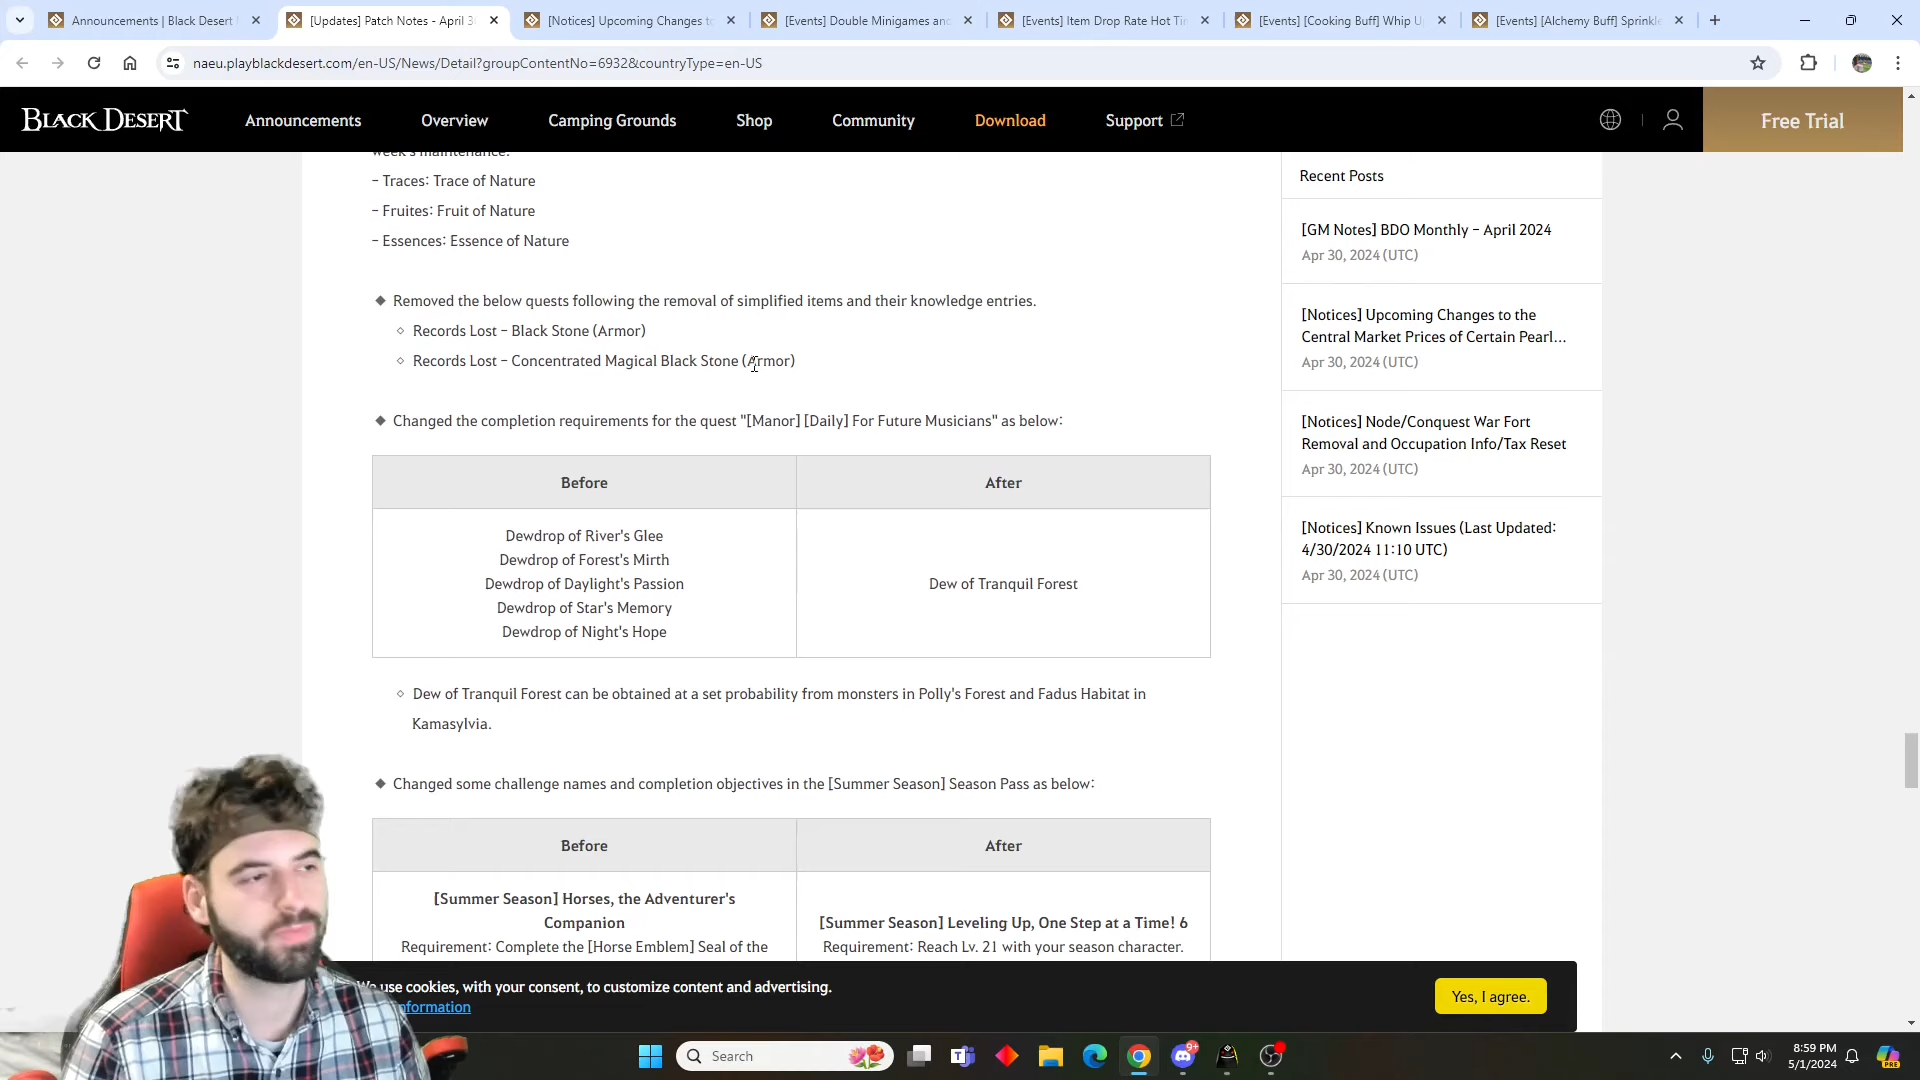 Announcements | Black Desert
[Updates] Patch Notes - April 3
[Notices] Upcoming Changes to
[Events] Double Minigames and
[Events] Item Drop Rate Hot Tim
[Events] [Cooking Buff] Whip U
[Events] [Alchemy Buff] Sprinkle
naeu.playblackdesert.com/en-US/News/Detail?groupContentNo=6932&countryType=en-US
BLACK DESERT
Announcements
Overview
Camping Grounds
Shop
Community
Download
Support
Free Trial
week's maintenance.
- Traces: Trace of Nature
- Fruites: Fruit of Nature
- Essences: Essence of Nature
◆ Removed the below quests following the removal of simplified items and their knowledge entries.
◇ Records Lost - Black Stone (Armor)
◇ Records Lost - Concentrated Magical Black Stone (Armor)
◆ Changed the completion requirements for the quest "[Manor] [Daily] For Future Musicians" as below:
Before
After
Dewdrop of River's Glee
Dewdrop of Forest's Mirth
Dewdrop of Daylight's Passion
Dewdrop of Star's Memory
Dewdrop of Night's Hope
Dew of Tranquil Forest
◇ Dew of Tranquil Forest can be obtained at a set probability from monsters in Polly's Forest and Fadus Habitat in
Kamasylvia.
◆ Changed some challenge names and completion objectives in the [Summer Season] Season Pass as below:
Before
After
[Summer Season] Horses, the Adventurer's
Companion
Requirement: Complete the [Horse Emblem] Seal of the
[Summer Season] Leveling Up, One Step at a Time! 6
Requirement: Reach Lv. 21 with your season character.
Recent Posts
[GM Notes] BDO Monthly - April 2024
Apr 30, 2024 (UTC)
[Notices] Upcoming Changes to the
Central Market Prices of Certain Pearl...
Apr 30, 2024 (UTC)
[Notices] Node/Conquest War Fort
Removal and Occupation Info/Tax Reset
Apr 30, 2024 (UTC)
[Notices] Known Issues (Last Updated:
4/30/2024 11:10 UTC)
Apr 30, 2024 (UTC)
We use cookies, with your consent, to customize content and advertising.
nformation
Yes, I agree.
Search
9+
8:59 PM
5/1/2024
PRE